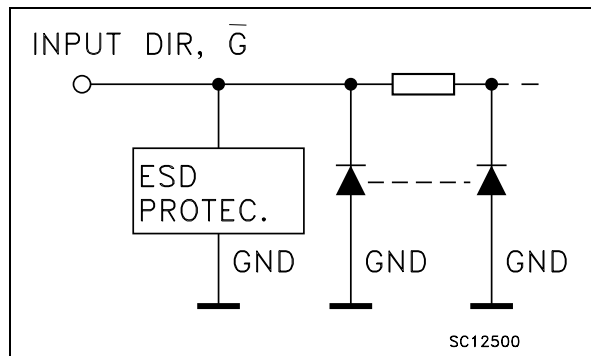 INPUT DIR, G̅
ESD
PROTEC.
GND GND GND
SC12500